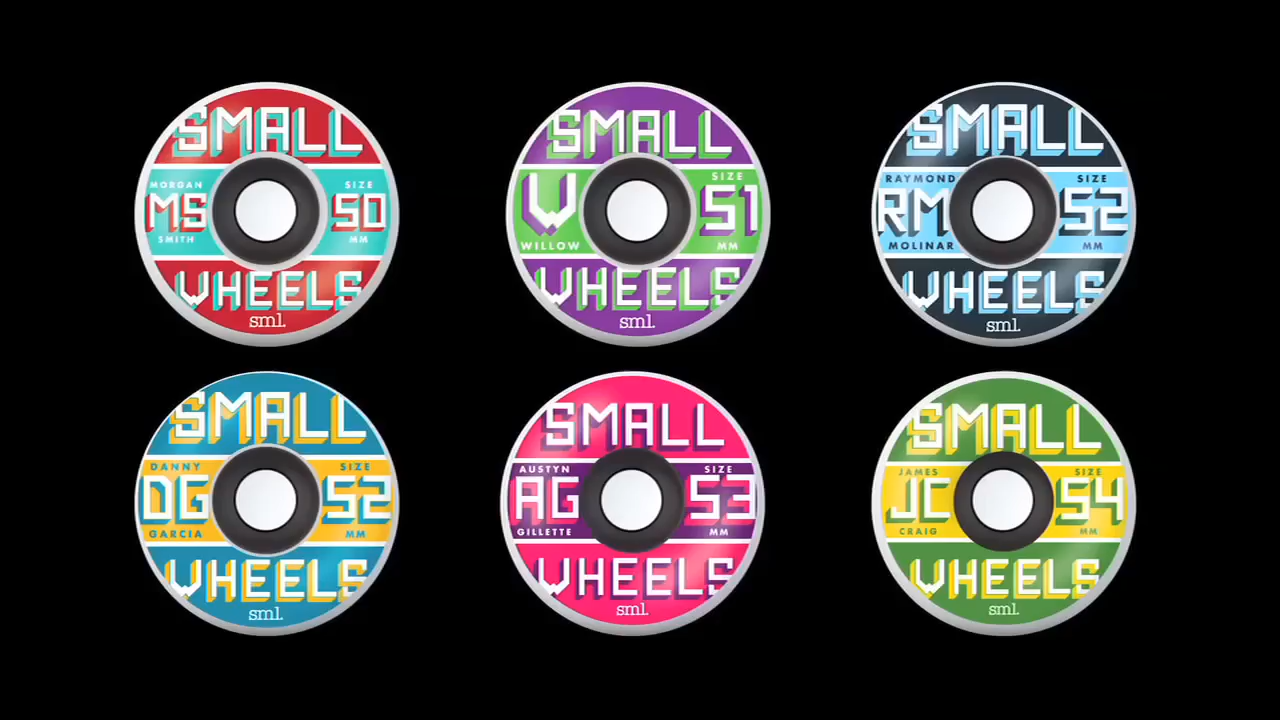 SMALL
MORGAN SIZE
MS 50
SMITH MM
WHEELS
sml.
SMALL
SIZE
W 51
WILLOW MM
WHEELS
sml.
SMALL
RAYMOND SIZE
RM 52
MOLINAR MM
WHEELS
sml.
SMALL
DANNY SIZE
DG 52
GARCIA MM
WHEELS
sml.
SMALL
AUSTYN SIZE
AG 53
GILLETTE MM
WHEELS
sml.
SMALL
JAMES SIZE
JC 54
CRAIG MM
WHEELS
sml.